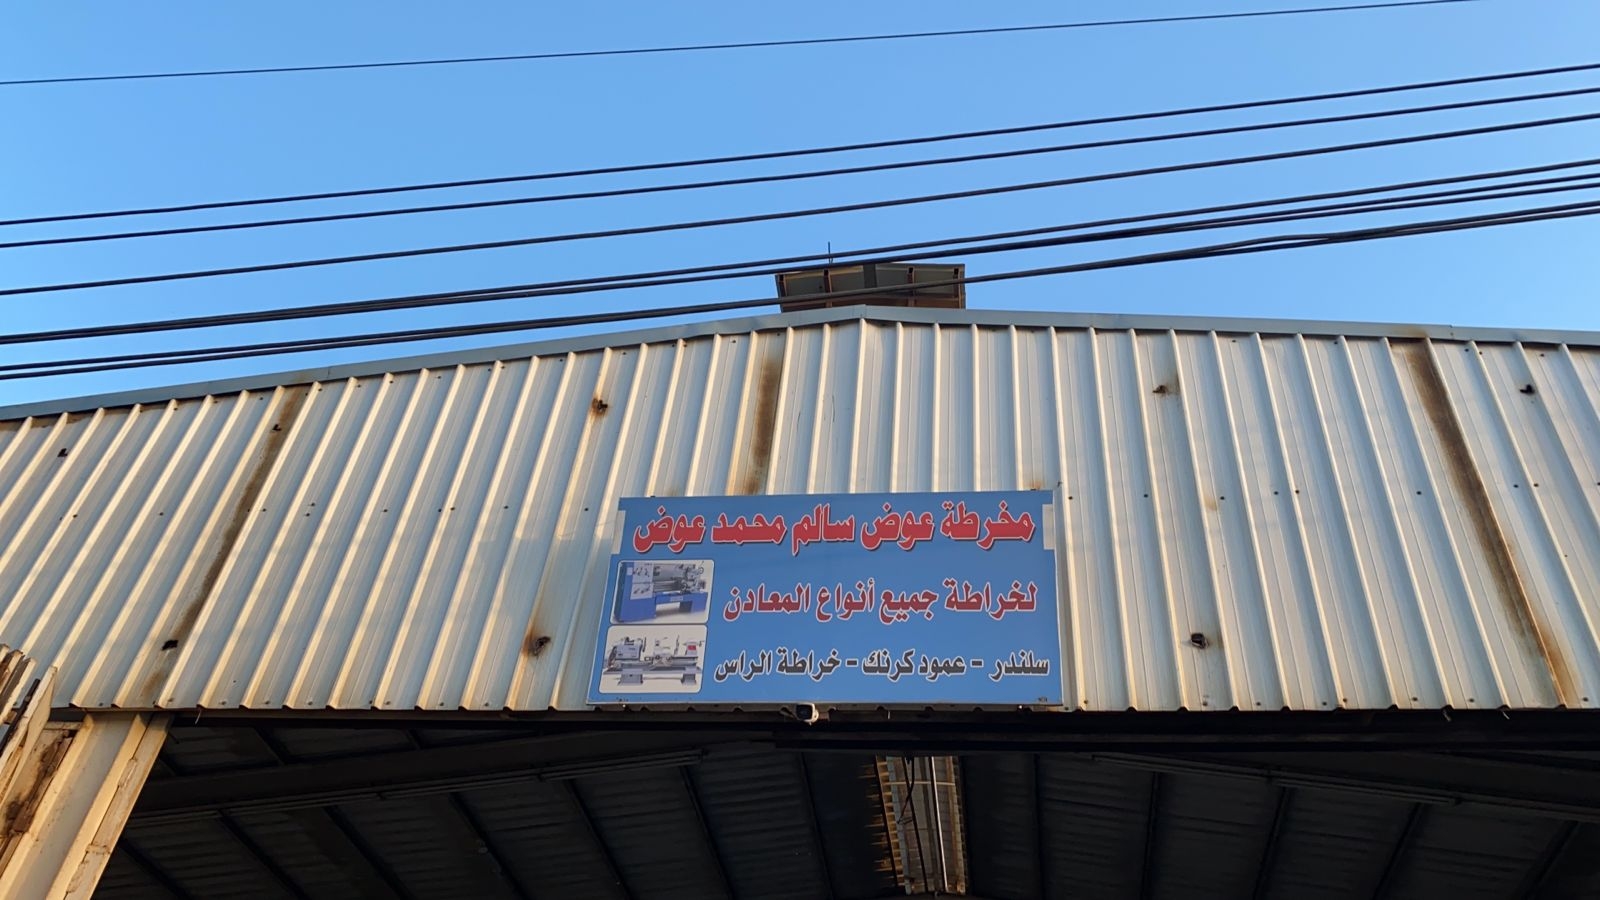 مخرطة عوض سالم محمد عوض
لخراطة جميع أنواع المعادن
سلندر - عمود كرنك - خراطة الراس